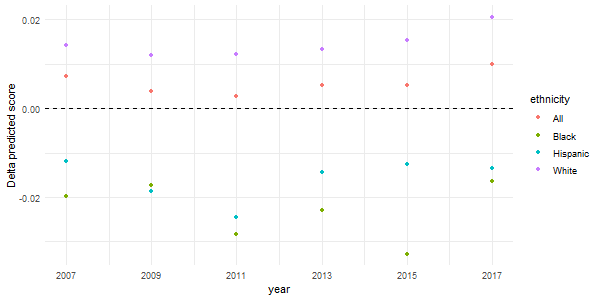 0.02
0.00
-0.02
Delta predicted score
2007 2009 2011 2013 2015 2017
year
ethnicity
All
Black
Hispanic
White